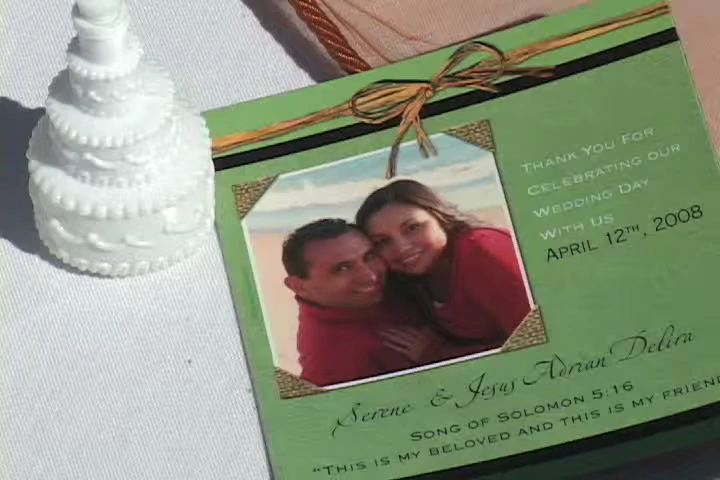 THANK YOU FOR
CELEBRATING OUR
WEDDING DAY
WITH US
APRIL 12TH, 2008
Serene & Jesus Adrian Delira
SONG OF SOLOMON 5:16
"THIS IS MY BELOVED AND THIS IS MY FRIEND